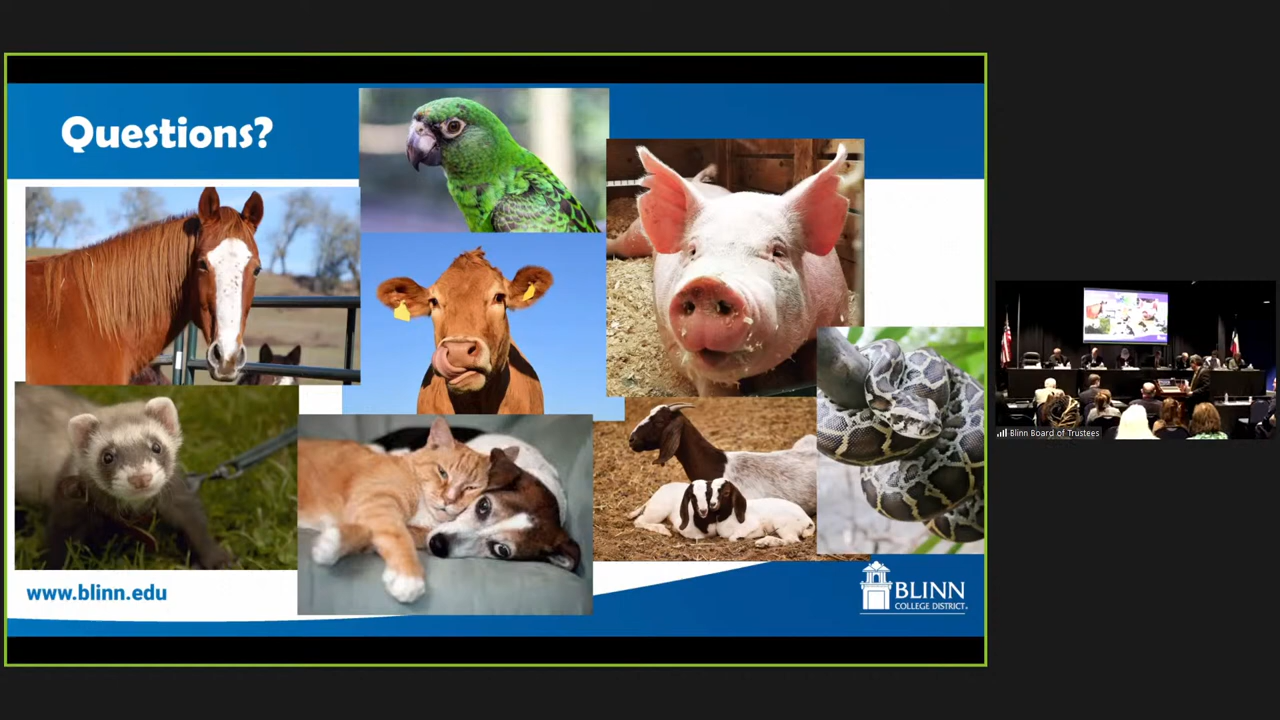 Questions?
www.blinn.edu
BLINN
COLLEGE DISTRICT®
Blinn Board of Trustees